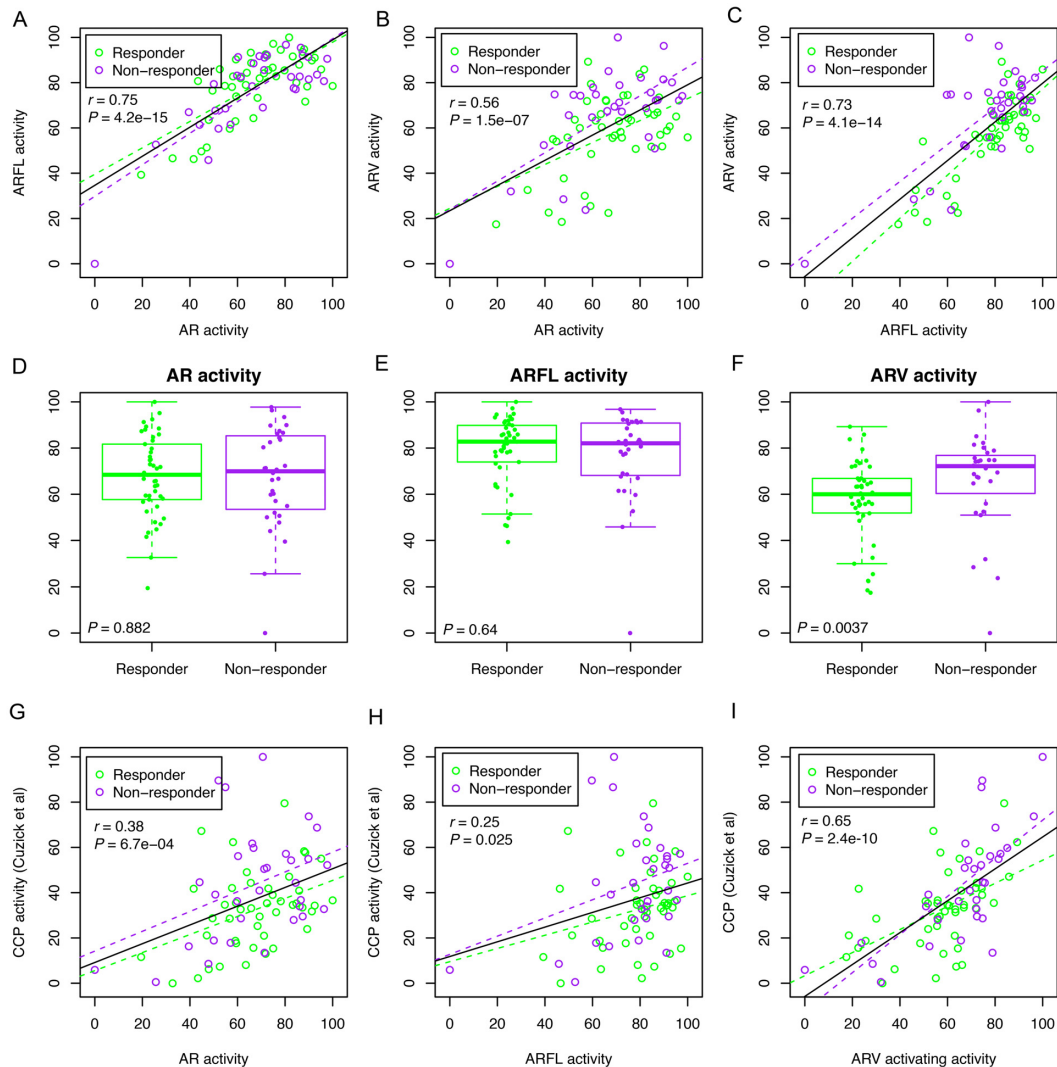 A
Responder
Non-responder
r = 0.75
P = 4.2e−15
ARFL activity
0 20 40 60 80 100
0 20 40 60 80 100
AR activity
B
Responder
Non-responder
r = 0.56
P = 1.5e−07
ARV activity
0 20 40 60 80 100
0 20 40 60 80 100
AR activity
C
Responder
Non-responder
r = 0.73
P = 4.1e−14
ARV activity
0 20 40 60 80 100
0 20 40 60 80 100
ARFL activity
D
AR activity
0 20 40 60 80 100
P = 0.882
Responder Non−responder
E
ARFL activity
0 20 40 60 80 100
P = 0.64
Responder Non−responder
F
ARV activity
0 20 40 60 80 100
P = 0.0037
Responder Non−responder
G
Responder
Non-responder
r = 0.38
P = 6.7e−04
CCP activity (Cuzick et al)
0 20 40 60 80 100
0 20 40 60 80 100
AR activity
H
Responder
Non-responder
r = 0.25
P = 0.025
CCP activity (Cuzick et al)
0 20 40 60 80 100
0 20 40 60 80 100
ARFL activity
I
Responder
Non-responder
r = 0.65
P = 2.4e−10
CCP (Cuzick et al)
0 20 40 60 80 100
0 20 40 60 80 100
ARV activating activity